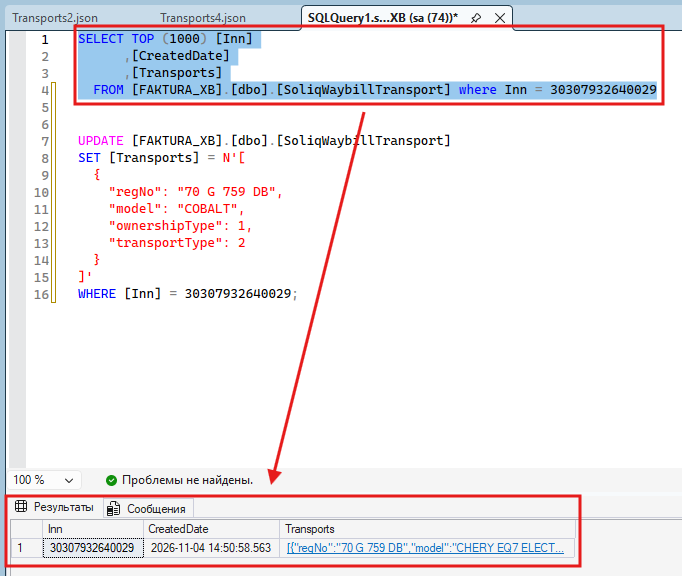 Transports2.json Transports4.json SQLQuery1.s...XB (sa (74))*
1 SELECT TOP (1000) [Inn]
2 ,[CreatedDate]
3 ,[Transports]
4 FROM [FAKTURA_XB].[dbo].[SoliqWaybillTransport] where Inn = 30307932640029
5
6
7 UPDATE [FAKTURA_XB].[dbo].[SoliqWaybillTransport]
8 SET [Transports] = N'[
9 {
10 "regNo": "70 G 759 DB",
11 "model": "COBALT",
12 "ownershipType": 1,
13 "transportType": 2
14 }
15 ]'
16 WHERE [Inn] = 30307932640029;
100 % Проблемы не найдены.
Результаты Сообщения
Inn CreatedDate Transports
1 30307932640029 2026-11-04 14:50:58.563 [{"regNo":"70 G 759 DB","model":"CHERY EQ7 ELECT...